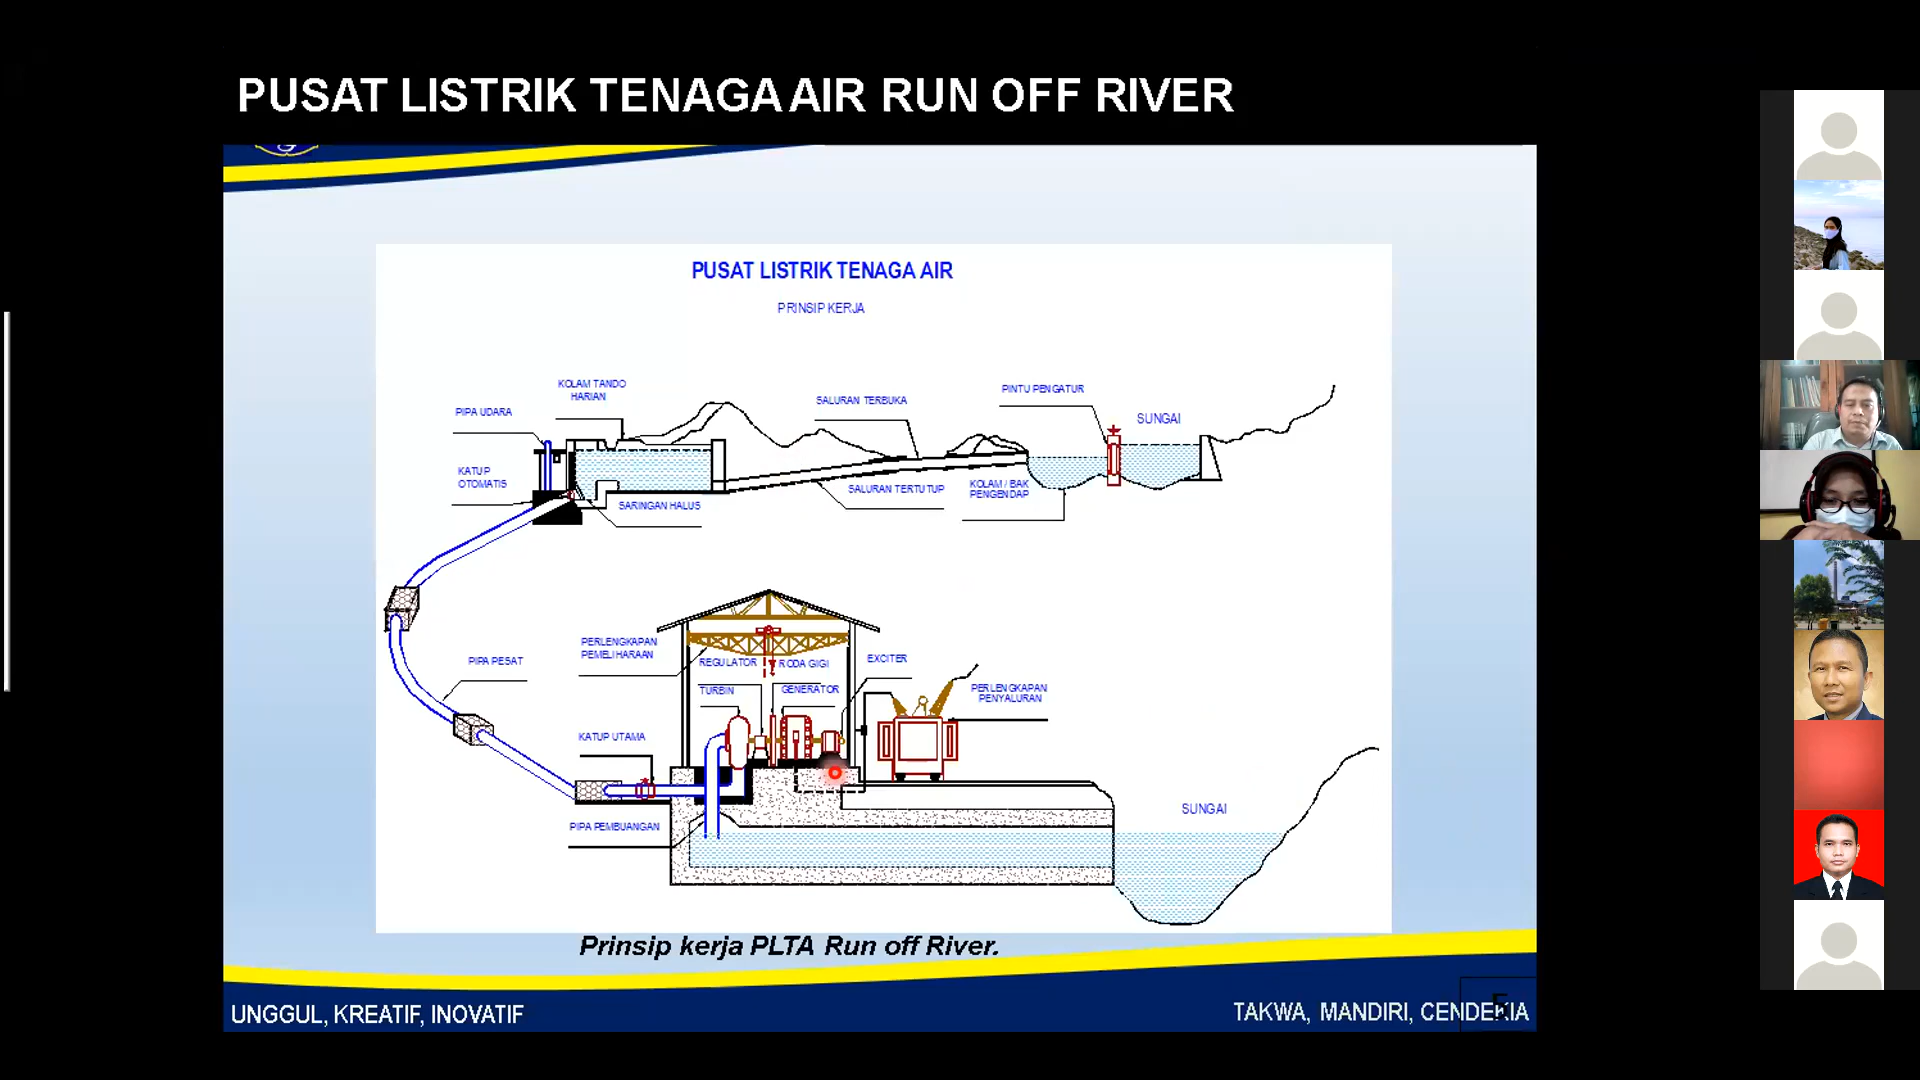 PUSAT LISTRIK TENAGA AIR RUN OFF RIVER
PUSAT LISTRIK TENAGA AIR
PRINSIP KERJA
KOLAM TANDO
HARIAN
PIPA UDARA
SALURAN TERBUKA
PINTU PENGATUR
SUNGAI
KATUP
OTOMATIS
SARINGAN HALUS
SALURAN TERTUTUP
KOLAM / BAK
PENGENDAP
PERLENGKAPAN
PEMELIHARAAN
REGULATOR
RODA GIGI
EXCITER
PIPA PESAT
TURBIN
GENERATOR
PERLENGKAPAN
PENYALURAN
KATUP UTAMA
PIPA PEMBUANGAN
SUNGAI
Prinsip kerja PLTA Run off River.
UNGGUL, KREATIF, INOVATIF
TAKWA, MANDIRI, CENDEKIA
5